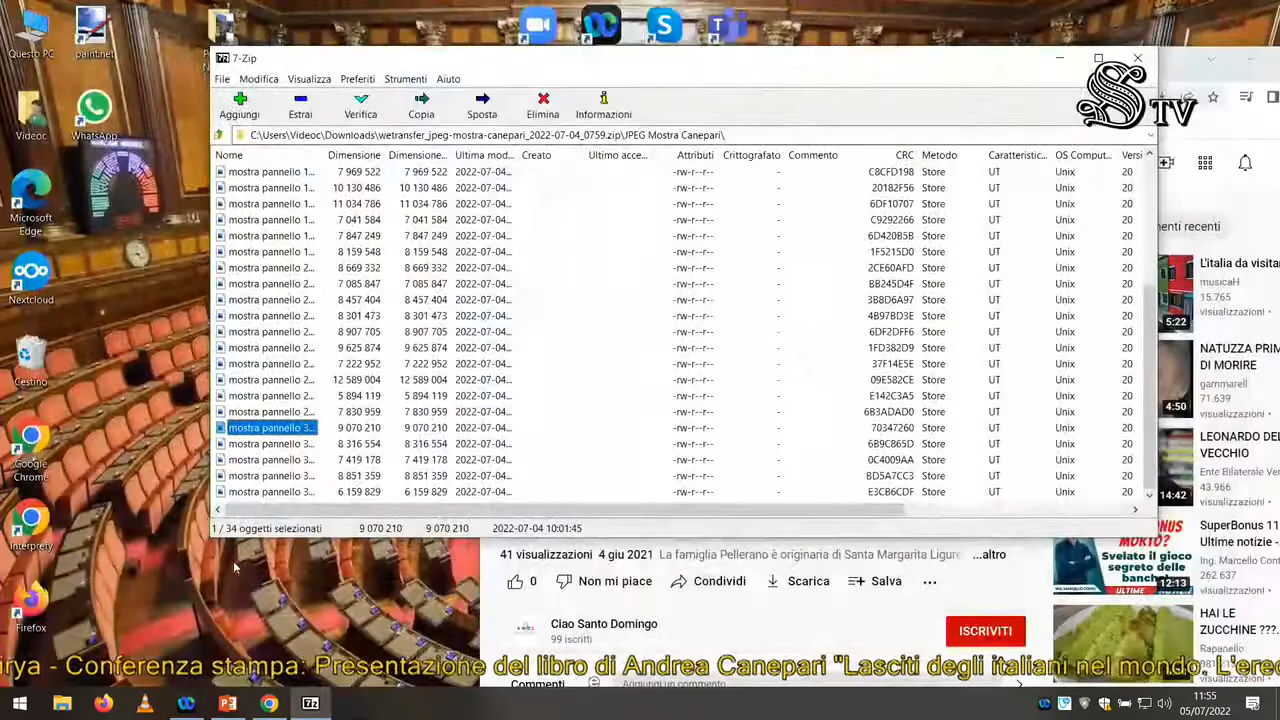 Questo PC
paint.net
Videoc
WhatsApp
Microsoft Edge
Nextcloud
Cestino
Google Chrome
Interprefy
Firefox
7-Zip
File Modifica Visualizza Preferiti Strumenti Aiuto
Aggiungi Estrai Verifica Copia Sposta Elimina Informazioni
S TV
C:\Users\Videoc\Downloads\wetransfer_jpeg-mostra-canepari_2022-07-04_0759.zip\JPEG Mostra Canepari\
Nome Dimensione Dimensione... Ultima mod... Creato Ultimo acce... Attributi Crittografato Commento CRC Metodo Caratteristic... OS Comput... Versi
mostra pannello 1... 7 969 522 7 969 522 2022-07-04... -rw-r--r-- - C8CFD198 Store UT Unix 20
mostra pannello 1... 10 130 486 10 130 486 2022-07-04... -rw-r--r-- - 20182F56 Store UT Unix 20
mostra pannello 1... 11 034 786 11 034 786 2022-07-04... -rw-r--r-- - 6DF10707 Store UT Unix 20
mostra pannello 1... 7 041 584 7 041 584 2022-07-04... -rw-r--r-- - C9292266 Store UT Unix 20
mostra pannello 1... 7 847 249 7 847 249 2022-07-04... -rw-r--r-- - 6D420B5B Store UT Unix 20
mostra pannello 1... 8 159 548 8 159 548 2022-07-04... -rw-r--r-- - 1F5215D0 Store UT Unix 20
mostra pannello 2... 8 669 332 8 669 332 2022-07-04... -rw-r--r-- - 2CE60AFD Store UT Unix 20
mostra pannello 2... 7 085 847 7 085 847 2022-07-04... -rw-r--r-- - BB245D4F Store UT Unix 20
mostra pannello 2... 8 457 404 8 457 404 2022-07-04... -rw-r--r-- - 3B8D6A97 Store UT Unix 20
mostra pannello 2... 8 301 473 8 301 473 2022-07-04... -rw-r--r-- - 4B97BD3E Store UT Unix 20
mostra pannello 2... 8 907 705 8 907 705 2022-07-04... -rw-r--r-- - 6DF2DFF6 Store UT Unix 20
mostra pannello 2... 9 625 874 9 625 874 2022-07-04... -rw-r--r-- - 1FD382D9 Store UT Unix 20
mostra pannello 2... 7 222 952 7 222 952 2022-07-04... -rw-r--r-- - 37F14E5E Store UT Unix 20
mostra pannello 2... 12 589 004 12 589 004 2022-07-04... -rw-r--r-- - 09E582CE Store UT Unix 20
mostra pannello 2... 5 894 119 5 894 119 2022-07-04... -rw-r--r-- - E142C3A5 Store UT Unix 20
mostra pannello 2... 7 830 959 7 830 959 2022-07-04... -rw-r--r-- - 6B3ADAD0 Store UT Unix 20
mostra pannello 3... 9 070 210 9 070 210 2022-07-04... -rw-r--r-- - 70347260 Store UT Unix 20
mostra pannello 3... 8 316 554 8 316 554 2022-07-04... -rw-r--r-- - 6B9C865D Store UT Unix 20
mostra pannello 3... 7 419 178 7 419 178 2022-07-04... -rw-r--r-- - 0C4009AA Store UT Unix 20
mostra pannello 3... 8 851 359 8 851 359 2022-07-04... -rw-r--r-- - BD5A7CC3 Store UT Unix 20
mostra pannello 3... 6 159 829 6 159 829 2022-07-04... -rw-r--r-- - E3CB6CDF Store UT Unix 20
1 / 34 oggetti selezionati 9 070 210 9 070 210 2022-07-04 10:01:45
menti recenti
L'italia da visitar
musicaH
15.765
visualizzazioni •
5:22
NATUZZA PRIM
DI MORIRE
gammarell
71.639
visualizzazioni •
4:50
LEONARDO DEL
VECCHIO
Ente Bilaterale Ven
43.966
visualizzazioni •
14:42
SuperBonus 11
Ultime notizie -
Ing. Marcello Conti
262.637
visualizzazioni •
BONUS
MORTO?
Svelato il gioco
segreto delle
banche
ULTIME
12:13
HAI LE
ZUCCHINE ???.
Rapanello
visualizzazioni •
41 visualizzazioni 4 giu 2021 La famiglia Pellerano è originaria di Santa Margarita Ligure ...altro
0 Non mi piace Condividi Scarica Salva ...
Ciao Santo Domingo
99 iscritti
ISCRIVITI
irya - Conferenza stampa: Presentazione del libro di Andrea Canepari "Lasciti degli italiani nel mondo. L'ered
Commenti Aggiungi un commento
11:55
05/07/2022